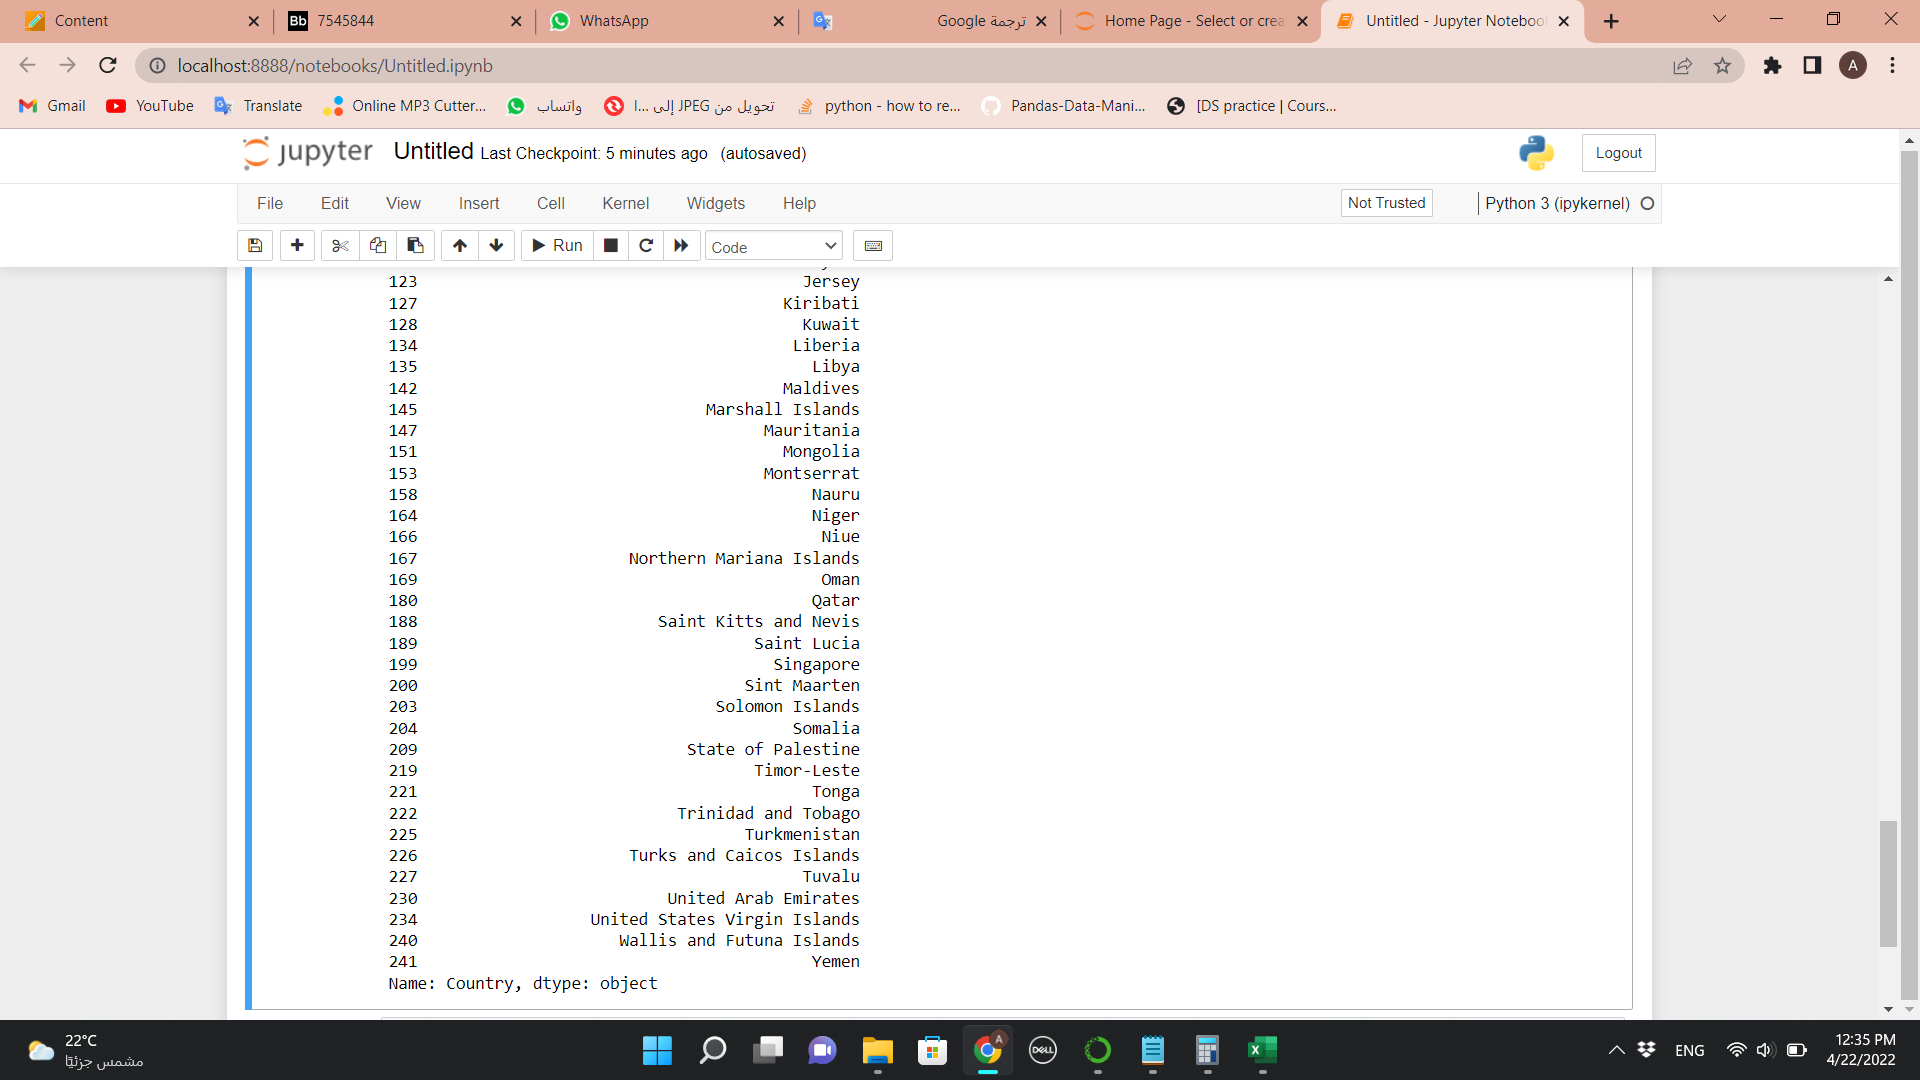 Content
Bb 7545844
WhatsApp
ترجمة Google
Home Page - Select or crea
Untitled - Jupyter Notebook
localhost:8888/notebooks/Untitled.ipynb
A
Gmail
YouTube
Translate
Online MP3 Cutter...
واتساب
تحويل من JPEG إلى ا...
python - how to re...
Pandas-Data-Mani...
[DS practice | Cours...
jupyter Untitled Last Checkpoint: 5 minutes ago (autosaved)
Logout
File Edit View Insert Cell Kernel Widgets Help
Not Trusted
Python 3 (ipykernel)
Run
Code
123 Jersey
127 Kiribati
128 Kuwait
134 Liberia
135 Libya
142 Maldives
145 Marshall Islands
147 Mauritania
151 Mongolia
153 Montserrat
158 Nauru
164 Niger
166 Niue
167 Northern Mariana Islands
169 Oman
180 Qatar
188 Saint Kitts and Nevis
189 Saint Lucia
199 Singapore
200 Sint Maarten
203 Solomon Islands
204 Somalia
209 State of Palestine
219 Timor-Leste
221 Tonga
222 Trinidad and Tobago
225 Turkmenistan
226 Turks and Caicos Islands
227 Tuvalu
230 United Arab Emirates
234 United States Virgin Islands
240 Wallis and Futuna Islands
241 Yemen
Name: Country, dtype: object
22°C
مشمس جزئيًا
A
DELL
ENG
12:35 PM
4/22/2022